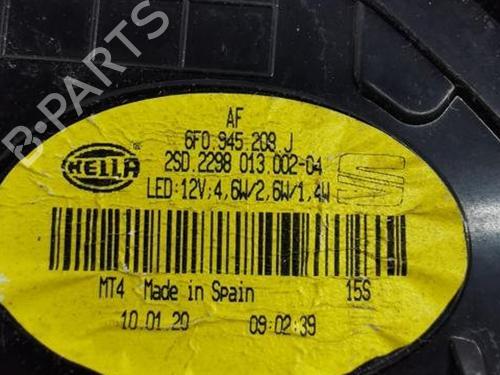 B-PARTS
AF
6F0.945.208.J
HELLA
2SD.2298 013.002-04
LED:12V;4,6W/2,6W/1,4W
MT4 Made in Spain 15S
10.01.20 09:02:39